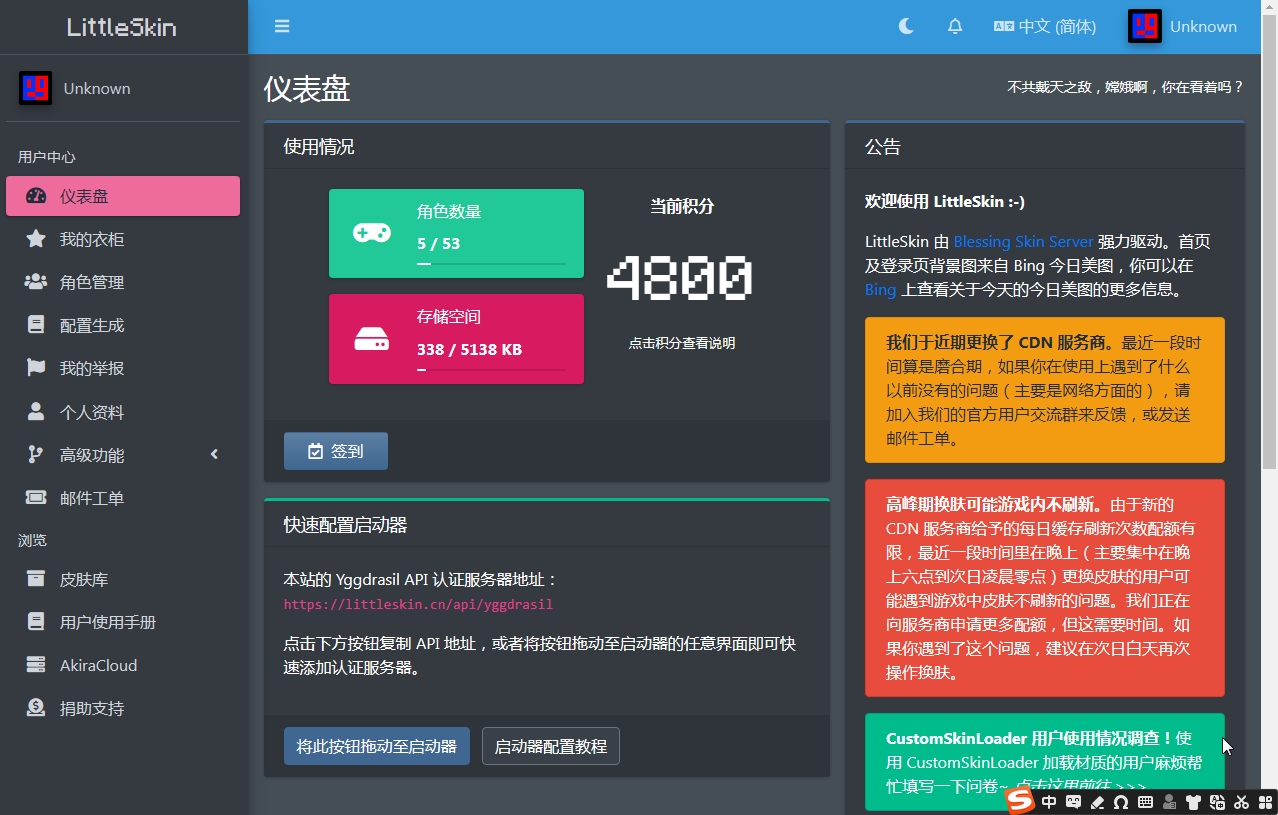 LittleSkin
中文 (简体)
Unknown
Unknown
用户中心
仪表盘
我的衣柜
角色管理
配置生成
我的举报
个人资料
高级功能
邮件工单
浏览
皮肤库
用户使用手册
AkiraCloud
捐助支持
仪表盘
不共戴天之敌，嫦娥啊，你在看着吗？
使用情况
角色数量
5 / 53
存储空间
338 / 5138 KB
当前积分
4800
点击积分查看说明
签到
快速配置启动器
本站的 Yggdrasil API 认证服务器地址：
https://littleskin.cn/api/yggdrasil
点击下方按钮复制 API 地址，或者将按钮拖动至启动器的任意界面即可快
速添加认证服务器。
将此按钮拖动至启动器
启动器配置教程
公告
欢迎使用 LittleSkin :-)
LittleSkin 由 Blessing Skin Server 强力驱动。首页
及登录页背景图来自 Bing 今日美图，你可以在
Bing 上查看关于今天的今日美图的更多信息。
我们于近期更换了 CDN 服务商。最近一段时
间算是磨合期，如果你在使用上遇到了什么
以前没有的问题（主要是网络方面的），请
加入我们的官方用户交流群来反馈，或发送
邮件工单。
高峰期换肤可能游戏内不刷新。由于新的
CDN 服务商给予的每日缓存刷新次数配额有
限，最近一段时间里在晚上（主要集中在晚
上六点到次日凌晨零点）更换皮肤的用户可
能遇到游戏中皮肤不刷新的问题。我们正在
向服务商申请更多配额，但这需要时间。如
果你遇到了这个问题，建议在次日白天再次
操作换肤。
CustomSkinLoader 用户使用情况调查！使
用 CustomSkinLoader 加载材质的用户麻烦帮
忙填写一下问卷~ 点击这里前往 >>>
中